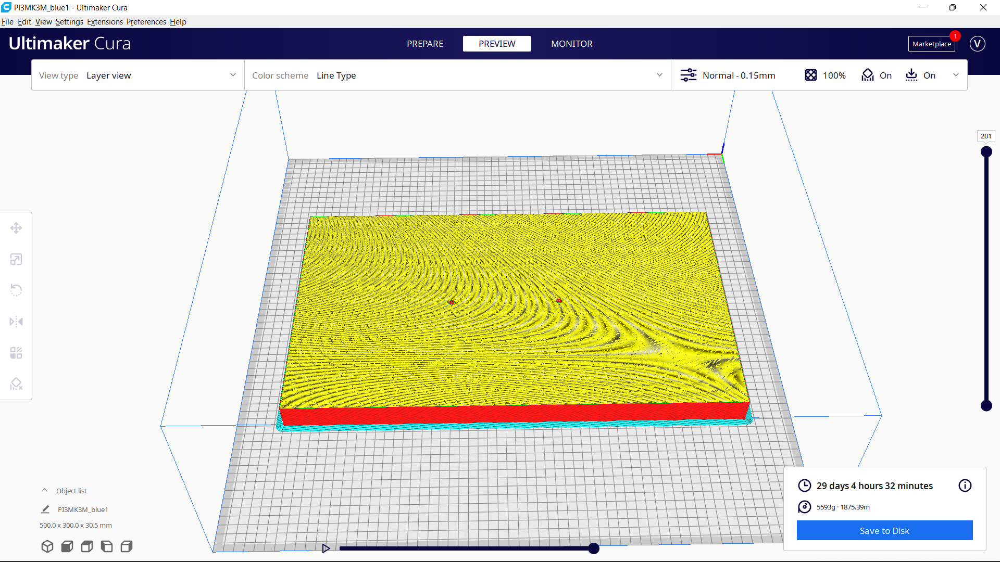 PI3MK3M_blue1 - Ultimaker Cura
File Edit View Settings Extensions Preferences Help
Ultimaker Cura
PREPARE
PREVIEW
MONITOR
Marketplace
1
V
View type Layer view
Color scheme Line Type
Normal - 0.15mm
100%
On
On
201
Object list
PI3MK3M_blue1
500.0 x 300.0 x 30.5 mm
29 days 4 hours 32 minutes
5593g · 1875.39m
Save to Disk